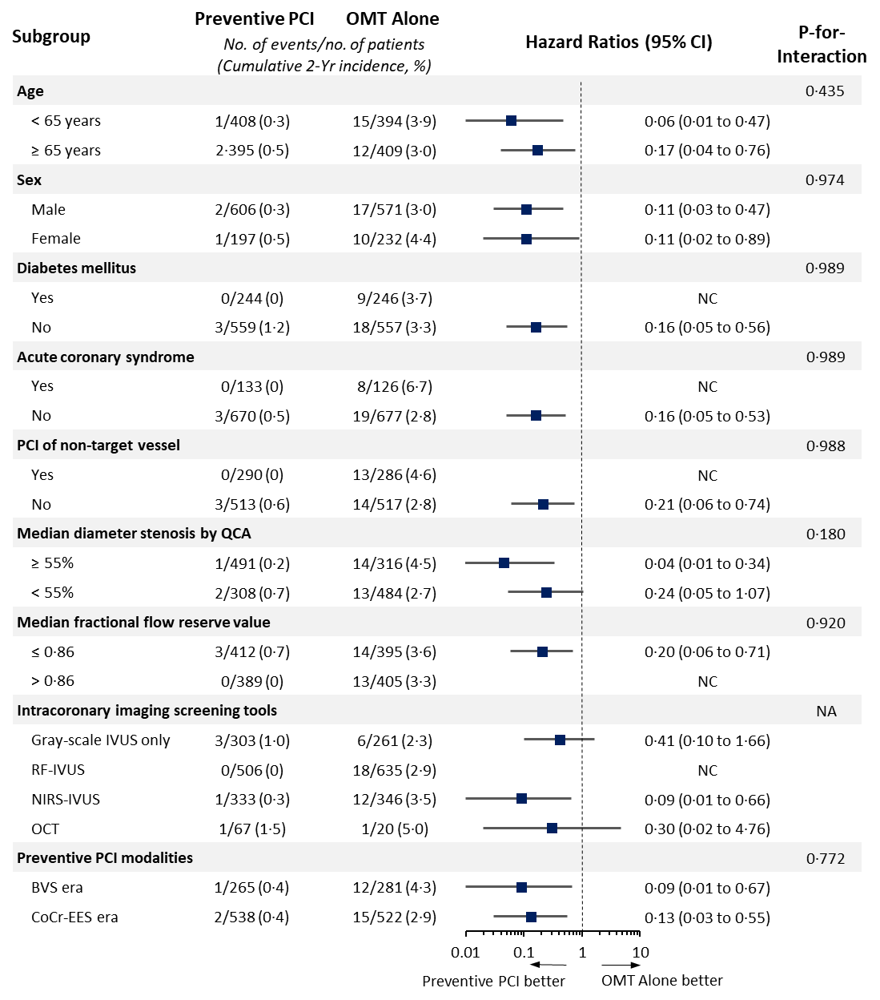 Subgroup Preventive PCI OMT Alone Hazard Ratios (95% CI) P-for-Interaction
No. of events/no. of patients
(Cumulative 2-Yr incidence, %)
Age 0·435
< 65 years 1/408 (0·3) 15/394 (3·9) 0·06 (0·01 to 0·47)
≥ 65 years 2·395 (0·5) 12/409 (3·0) 0·17 (0·04 to 0·76)
Sex 0·974
Male 2/606 (0·3) 17/571 (3·0) 0·11 (0·03 to 0·47)
Female 1/197 (0·5) 10/232 (4·4) 0·11 (0·02 to 0·89)
Diabetes mellitus 0·989
Yes 0/244 (0) 9/246 (3·7) NC
No 3/559 (1·2) 18/557 (3·3) 0·16 (0·05 to 0·56)
Acute coronary syndrome 0·989
Yes 0/133 (0) 8/126 (6·7) NC
No 3/670 (0·5) 19/677 (2·8) 0·16 (0·05 to 0·53)
PCI of non-target vessel 0·988
Yes 0/290 (0) 13/286 (4·6) NC
No 3/513 (0·6) 14/517 (2·8) 0·21 (0·06 to 0·74)
Median diameter stenosis by QCA 0·180
≥ 55% 1/491 (0·2) 14/316 (4·5) 0·04 (0·01 to 0·34)
< 55% 2/308 (0·7) 13/484 (2·7) 0·24 (0·05 to 1·07)
Median fractional flow reserve value 0·920
≤ 0·86 3/412 (0·7) 14/395 (3·6) 0·20 (0·06 to 0·71)
> 0·86 0/389 (0) 13/405 (3·3) NC
Intracoronary imaging screening tools NA
Gray-scale IVUS only 3/303 (1·0) 6/261 (2·3) 0·41 (0·10 to 1·66)
RF-IVUS 0/506 (0) 18/635 (2·9) NC
NIRS-IVUS 1/333 (0·3) 12/346 (3·5) 0·09 (0·01 to 0·66)
OCT 1/67 (1·5) 1/20 (5·0) 0·30 (0·02 to 4·76)
Preventive PCI modalities 0·772
BVS era 1/265 (0·4) 12/281 (4·3) 0·09 (0·01 to 0·67)
CoCr-EES era 2/538 (0·4) 15/522 (2·9) 0·13 (0·03 to 0·55)
0.01 0.1 1 10
Preventive PCI better OMT Alone better